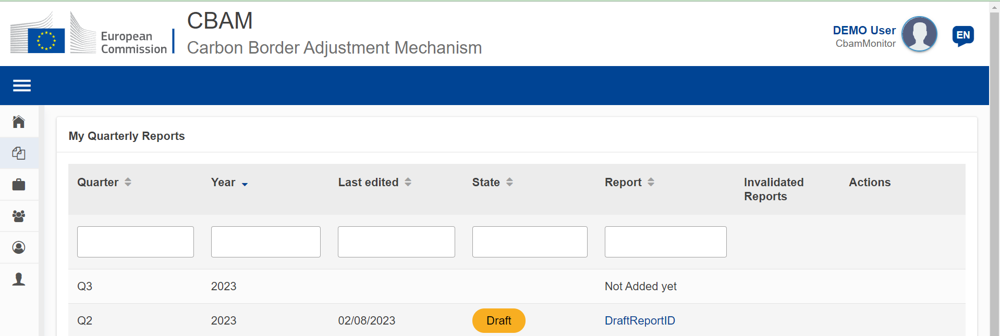 European
Commission
CBAM
Carbon Border Adjustment Mechanism
DEMO User
CbamMonitor
EN
My Quarterly Reports
Quarter Year Last edited State Report Invalidated Reports Actions
Q3 2023 Not Added yet
Q2 2023 02/08/2023 Draft DraftReportID